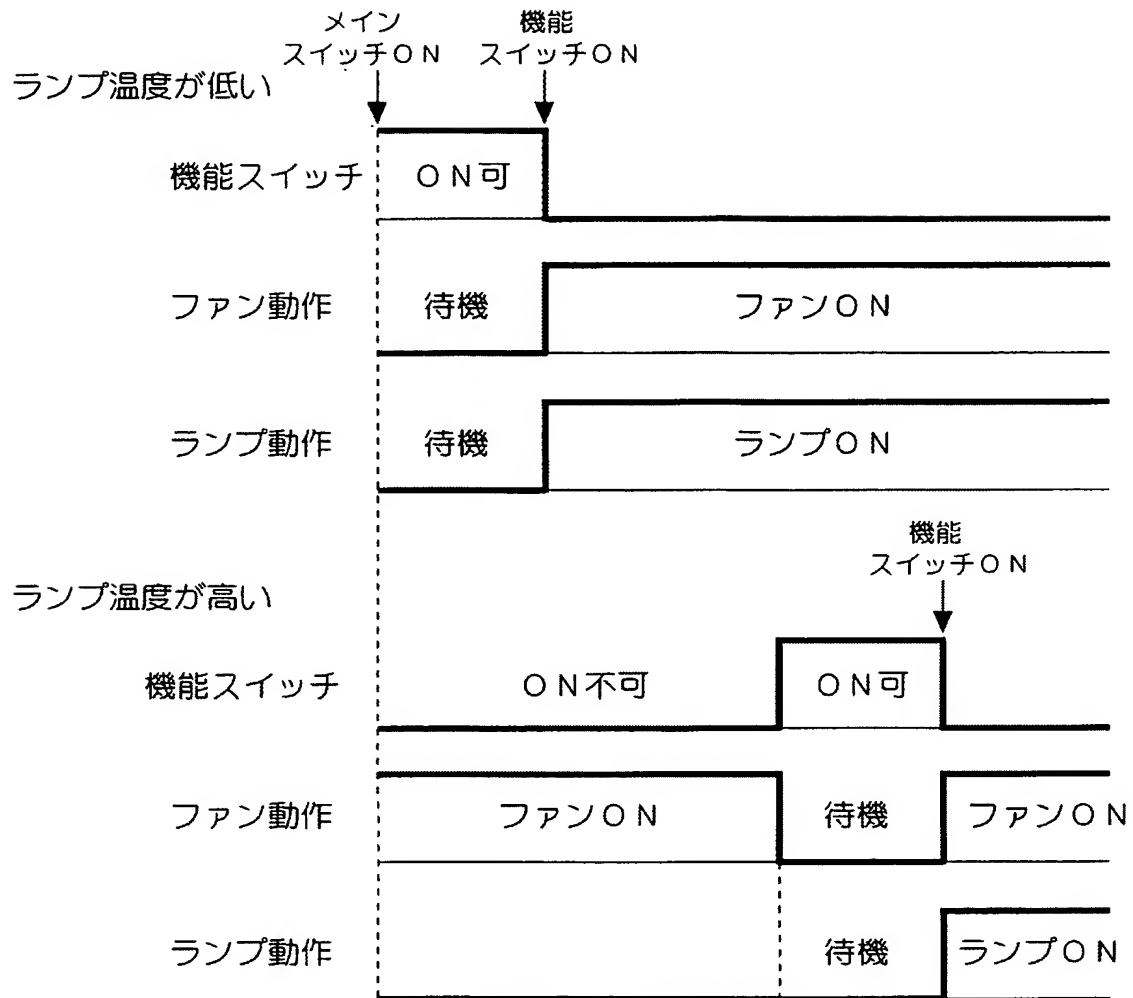 メイン
スイッチON
機能
スイッチON
ランプ温度が低い
機能スイッチ
ON可
ファン動作
待機
ファンON
ランプ動作
待機
ランプON
機能
スイッチON
ランプ温度が高い
機能スイッチ
ON不可
ON可
ファン動作
ファンON
待機
ファンON
ランプ動作
待機
ランプON